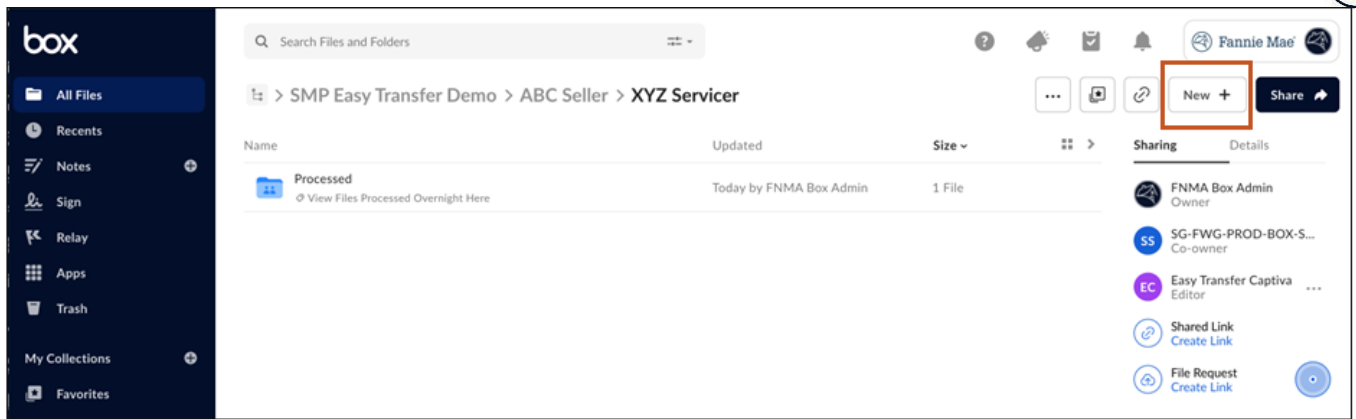 box
Search Files and Folders
Fannie Mae
All Files
Recents
Notes
Sign
Relay
Apps
Trash
My Collections
Favorites
> SMP Easy Transfer Demo > ABC Seller > XYZ Servicer
...
New +
Share
Name
Updated
Size
Sharing
Details
Processed
View Files Processed Overnight Here
Today by FNMA Box Admin
1 File
FNMA Box Admin
Owner
SS
SG-FWG-PROD-BOX-S...
Co-owner
EC
Easy Transfer Captiva
Editor
...
Shared Link
Create Link
File Request
Create Link